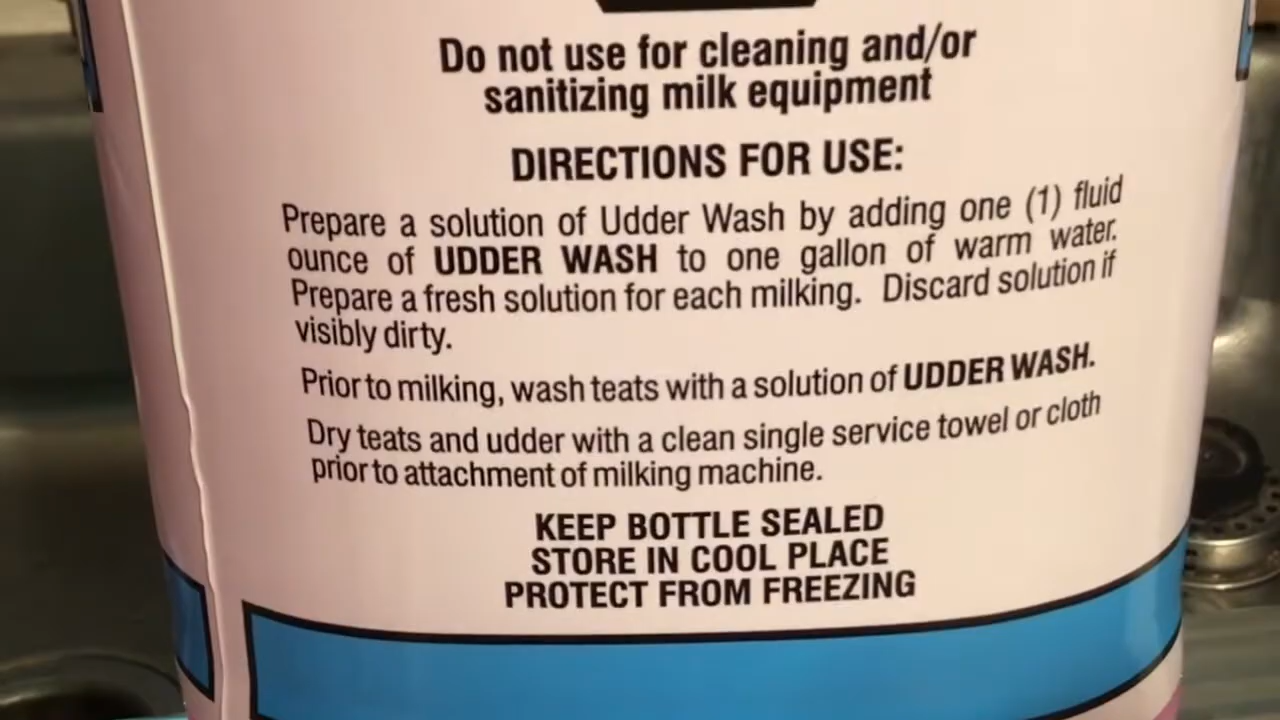 Do not use for cleaning and/or
sanitizing milk equipment
DIRECTIONS FOR USE:
Prepare a solution of Udder Wash by adding one (1) fluid
ounce of UDDER WASH to one gallon of warm water.
Prepare a fresh solution for each milking. Discard solution if
visibly dirty.
Prior to milking, wash teats with a solution of UDDER WASH.
Dry teats and udder with a clean single service towel or cloth
prior to attachment of milking machine.
KEEP BOTTLE SEALED
STORE IN COOL PLACE
PROTECT FROM FREEZING